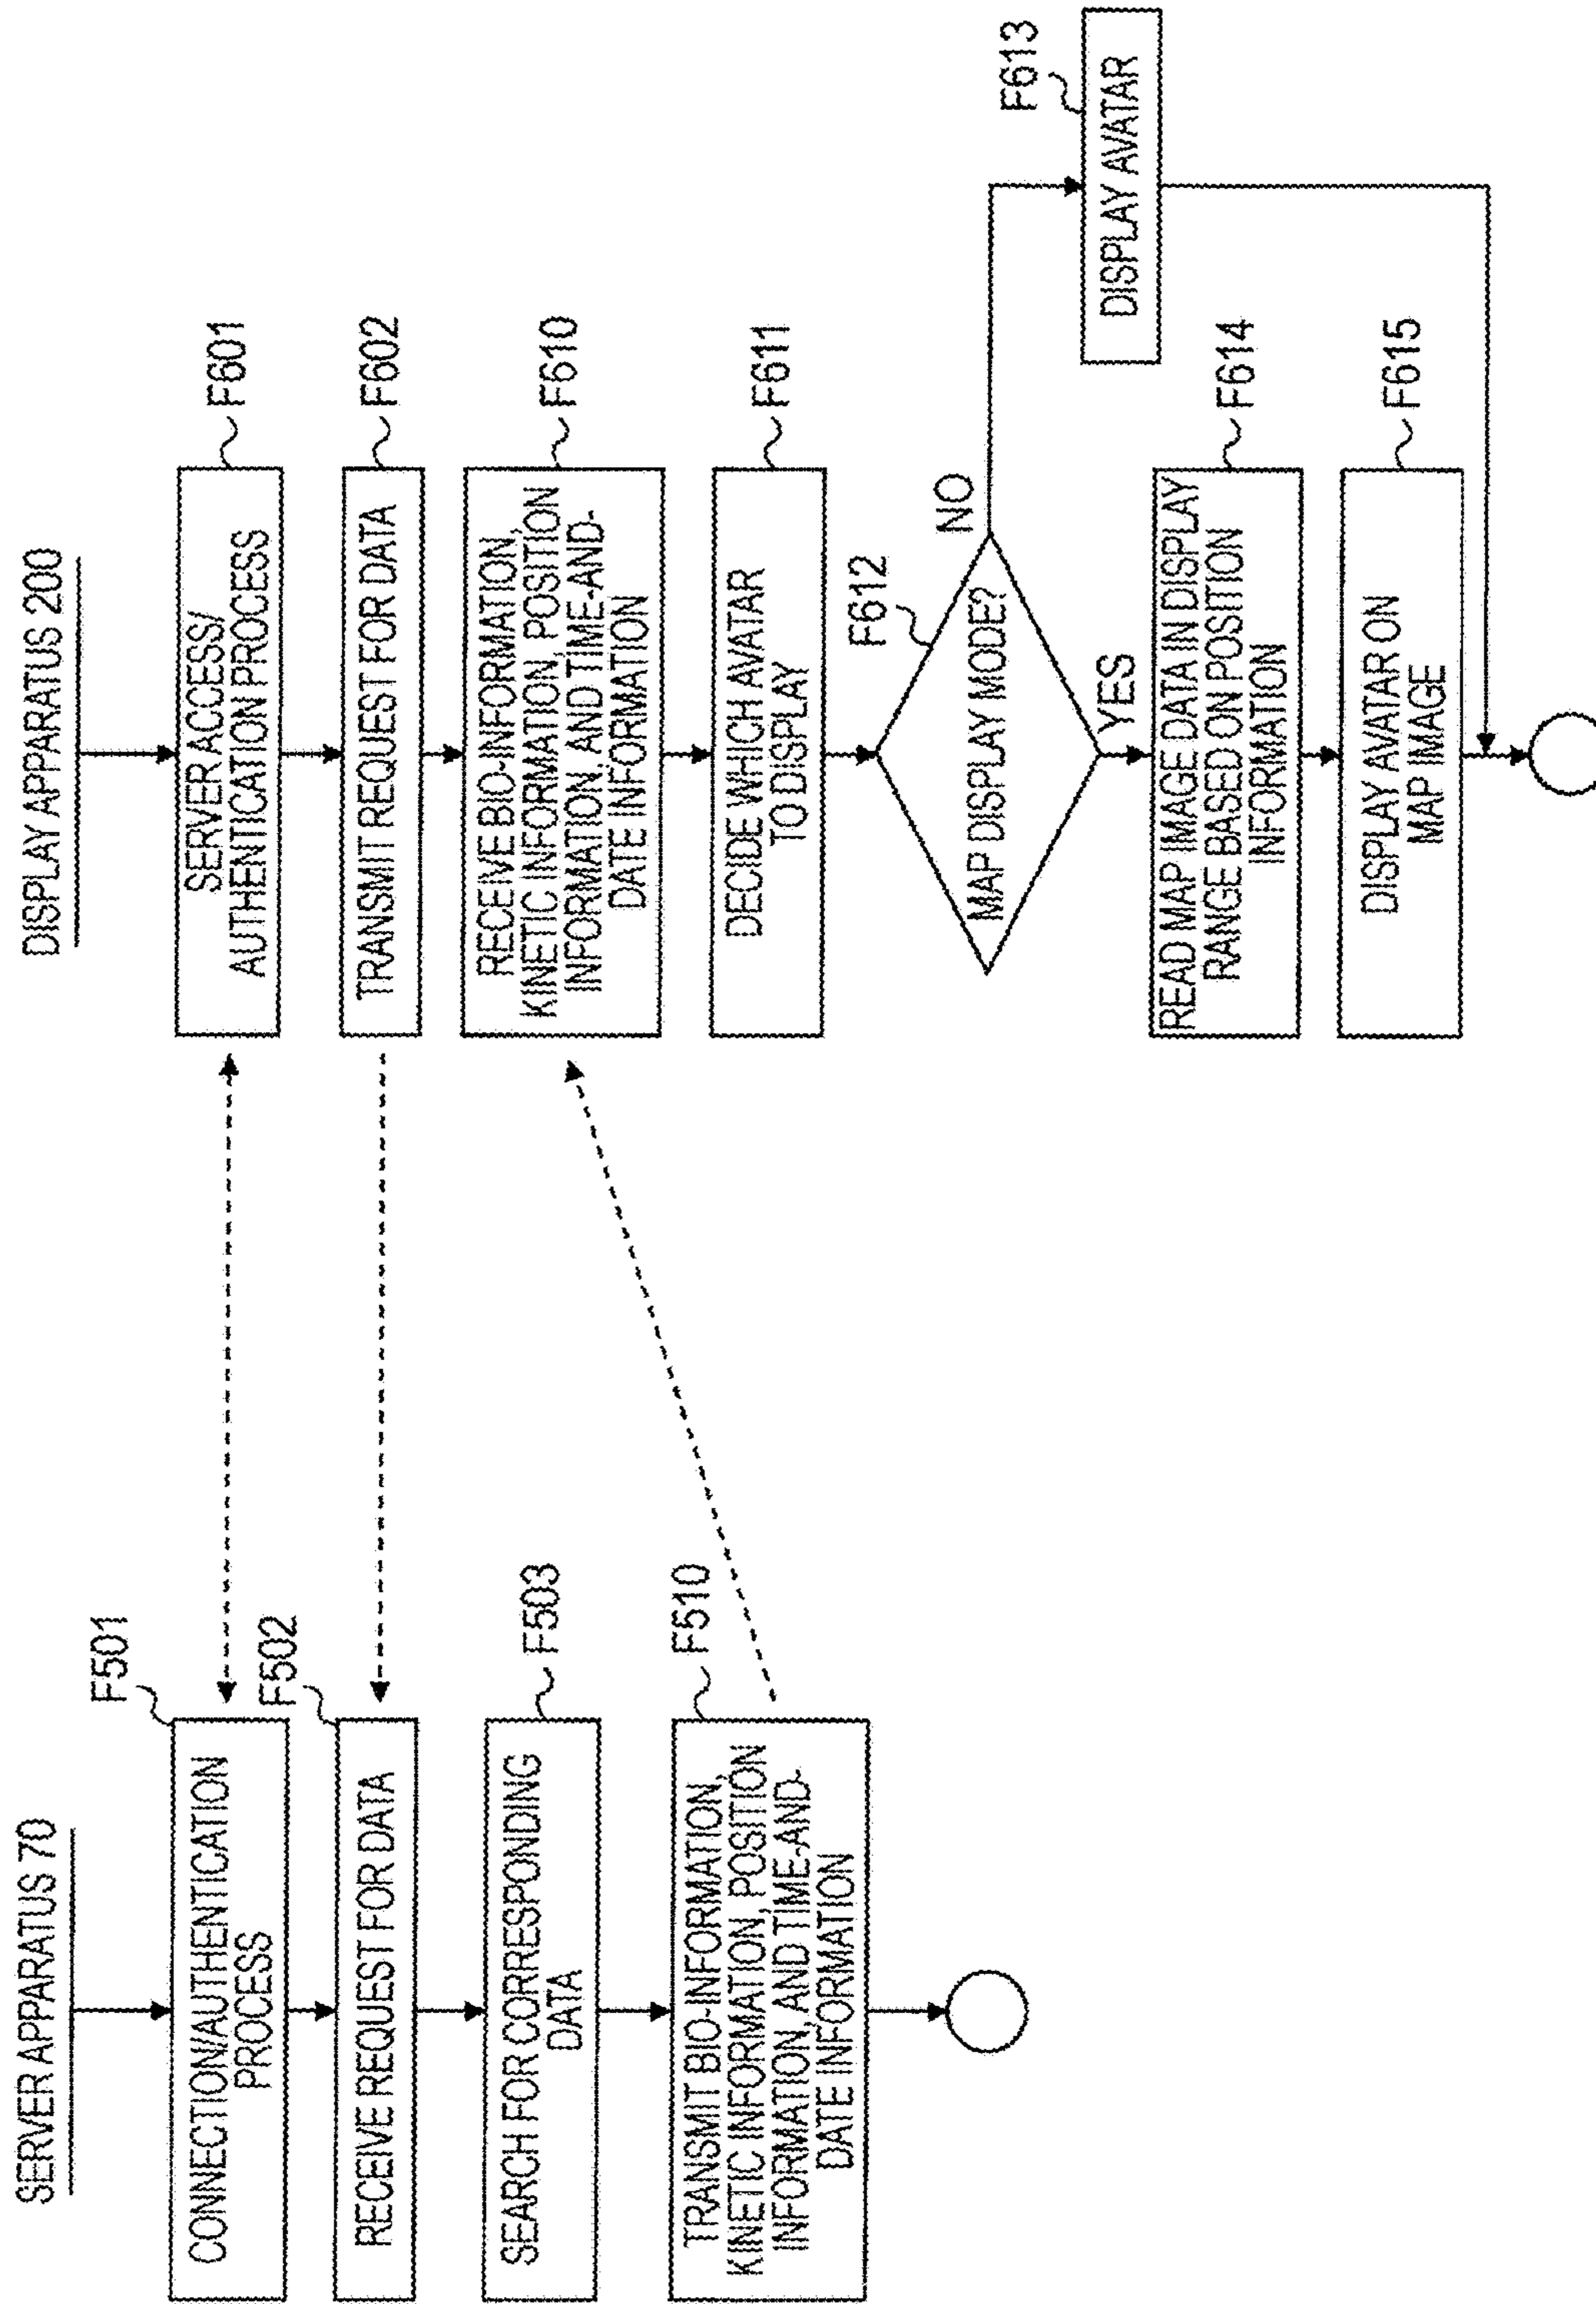 SERVER APPARATUS 70
F501
CONNECTION/AUTHENTICATION
PROCESS
F502
RECEIVE REQUEST FOR DATA
F503
SEARCH FOR CORRESPONDING
DATA
F510
TRANSMIT BIO-INFORMATION,
KINETIC INFORMATION, POSITION
INFORMATION, AND TIME-AND-
DATE INFORMATION
DISPLAY APPARATUS 200
F601
SERVER ACCESS/
AUTHENTICATION PROCESS
F602
TRANSMIT REQUEST FOR DATA
F610
RECEIVE BIO-INFORMATION,
KINETIC INFORMATION, POSITION
INFORMATION, AND TIME-AND-
DATE INFORMATION
F611
DECIDE WHICH AVATAR
TO DISPLAY
F612
MAP DISPLAY MODE?
NO
YES
F613
DISPLAY AVATAR
F614
READ MAP IMAGE DATA IN DISPLAY
RANGE BASED ON POSITION
INFORMATION
F615
DISPLAY AVATAR ON
MAP IMAGE